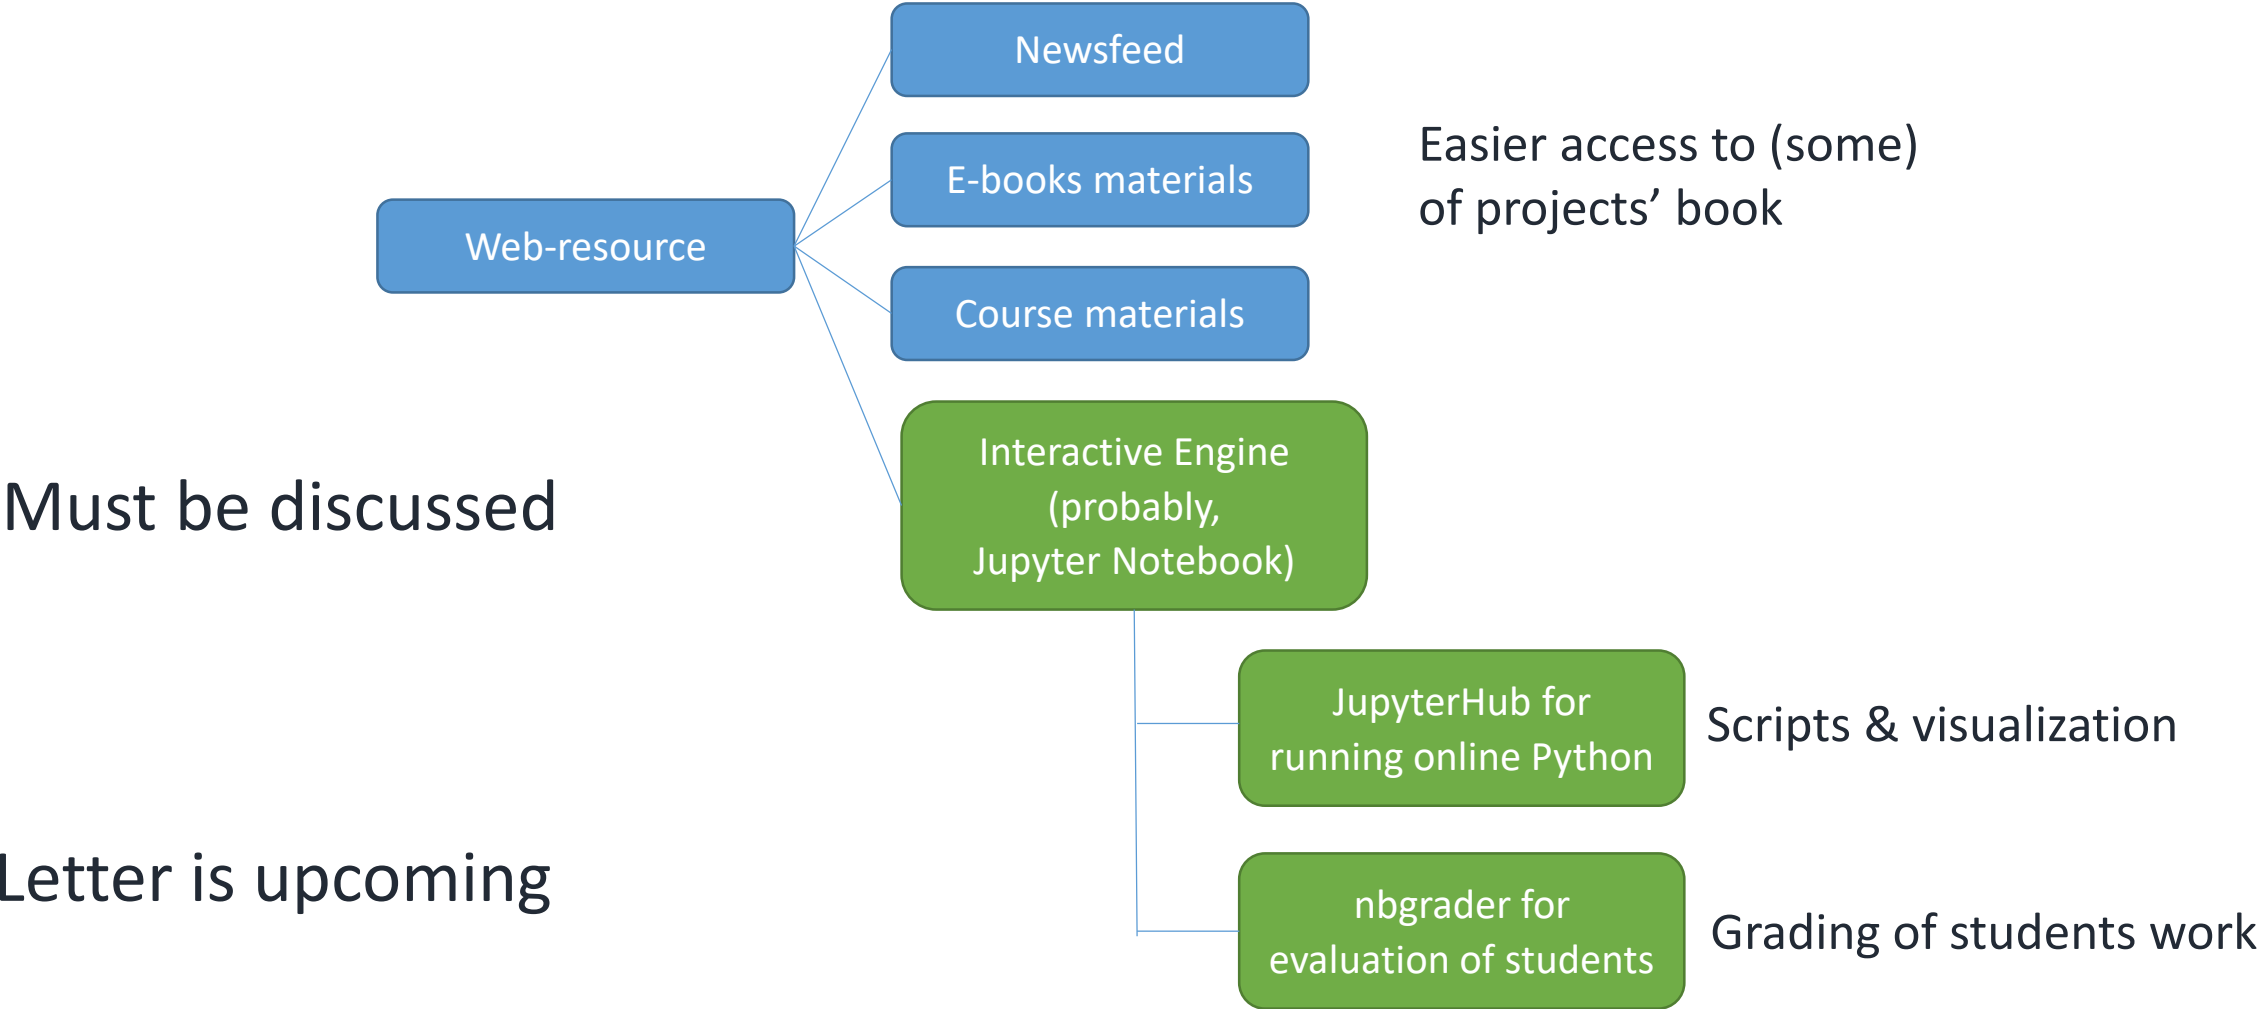 Newsfeed
Easier access to (some)
of projects’ book
E-books materials
Web-resource
Course materials
Interactive Engine
(probably,
Jupyter Notebook)
Must be discussed
JupyterHub for
running online Python
Scripts & visualization
Letter is upcoming
nbgrader for
evaluation of students
Grading of students work